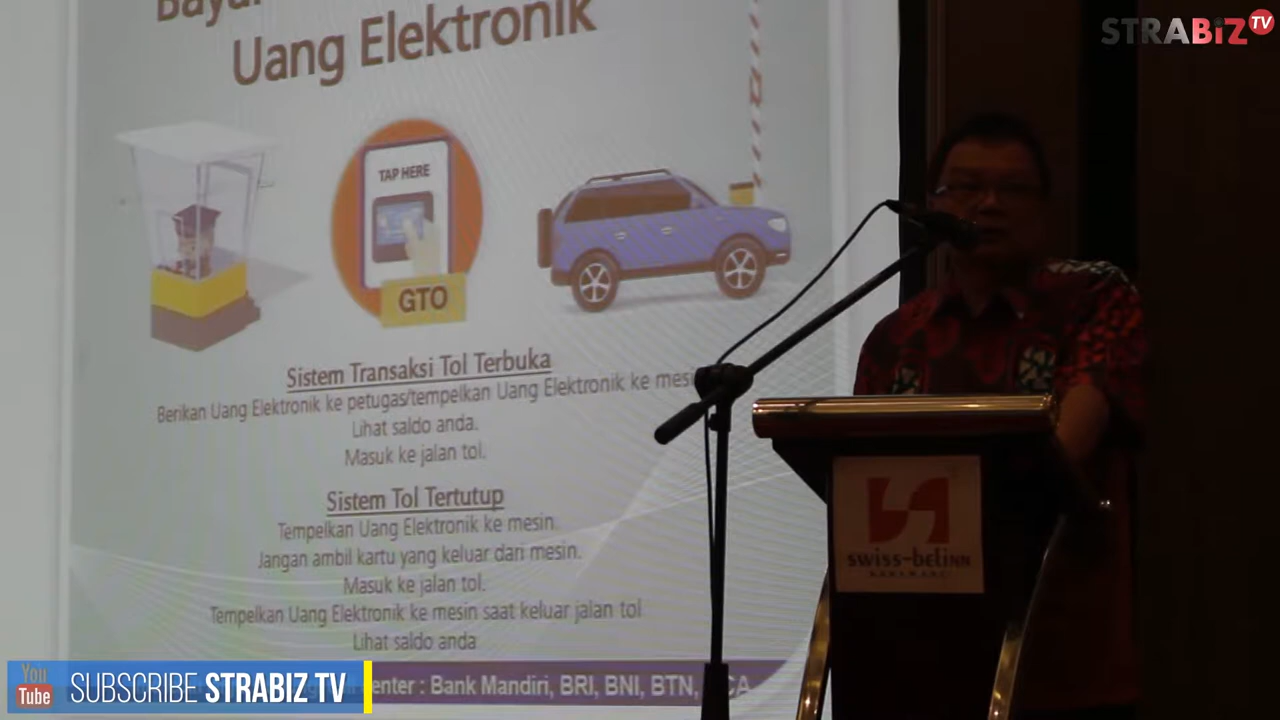 STRABIZ TV
Uang Elektronik
TAP HERE
GTO
Sistem Transaksi Tol Terbuka
Berikan Uang Elektronik ke petugas/tempelkan Uang Elektronik ke
Lihat saldo anda.
Masuk ke jalan tol.
Sistem Tol Tertutup
Tempelkan Uang Elektronik ke mesin.
Jangan ambil kartu yang keluar dari mesin.
Masuk ke jalan tol.
Tempelkan Uang Elektronik ke mesin saat keluar jalan tol
Lihat saldo anda
: Bank Mandiri, BRI, BNI, BTN,
swiss-belinn
You
Tube
SUBSCRIBE STRABIZ TV